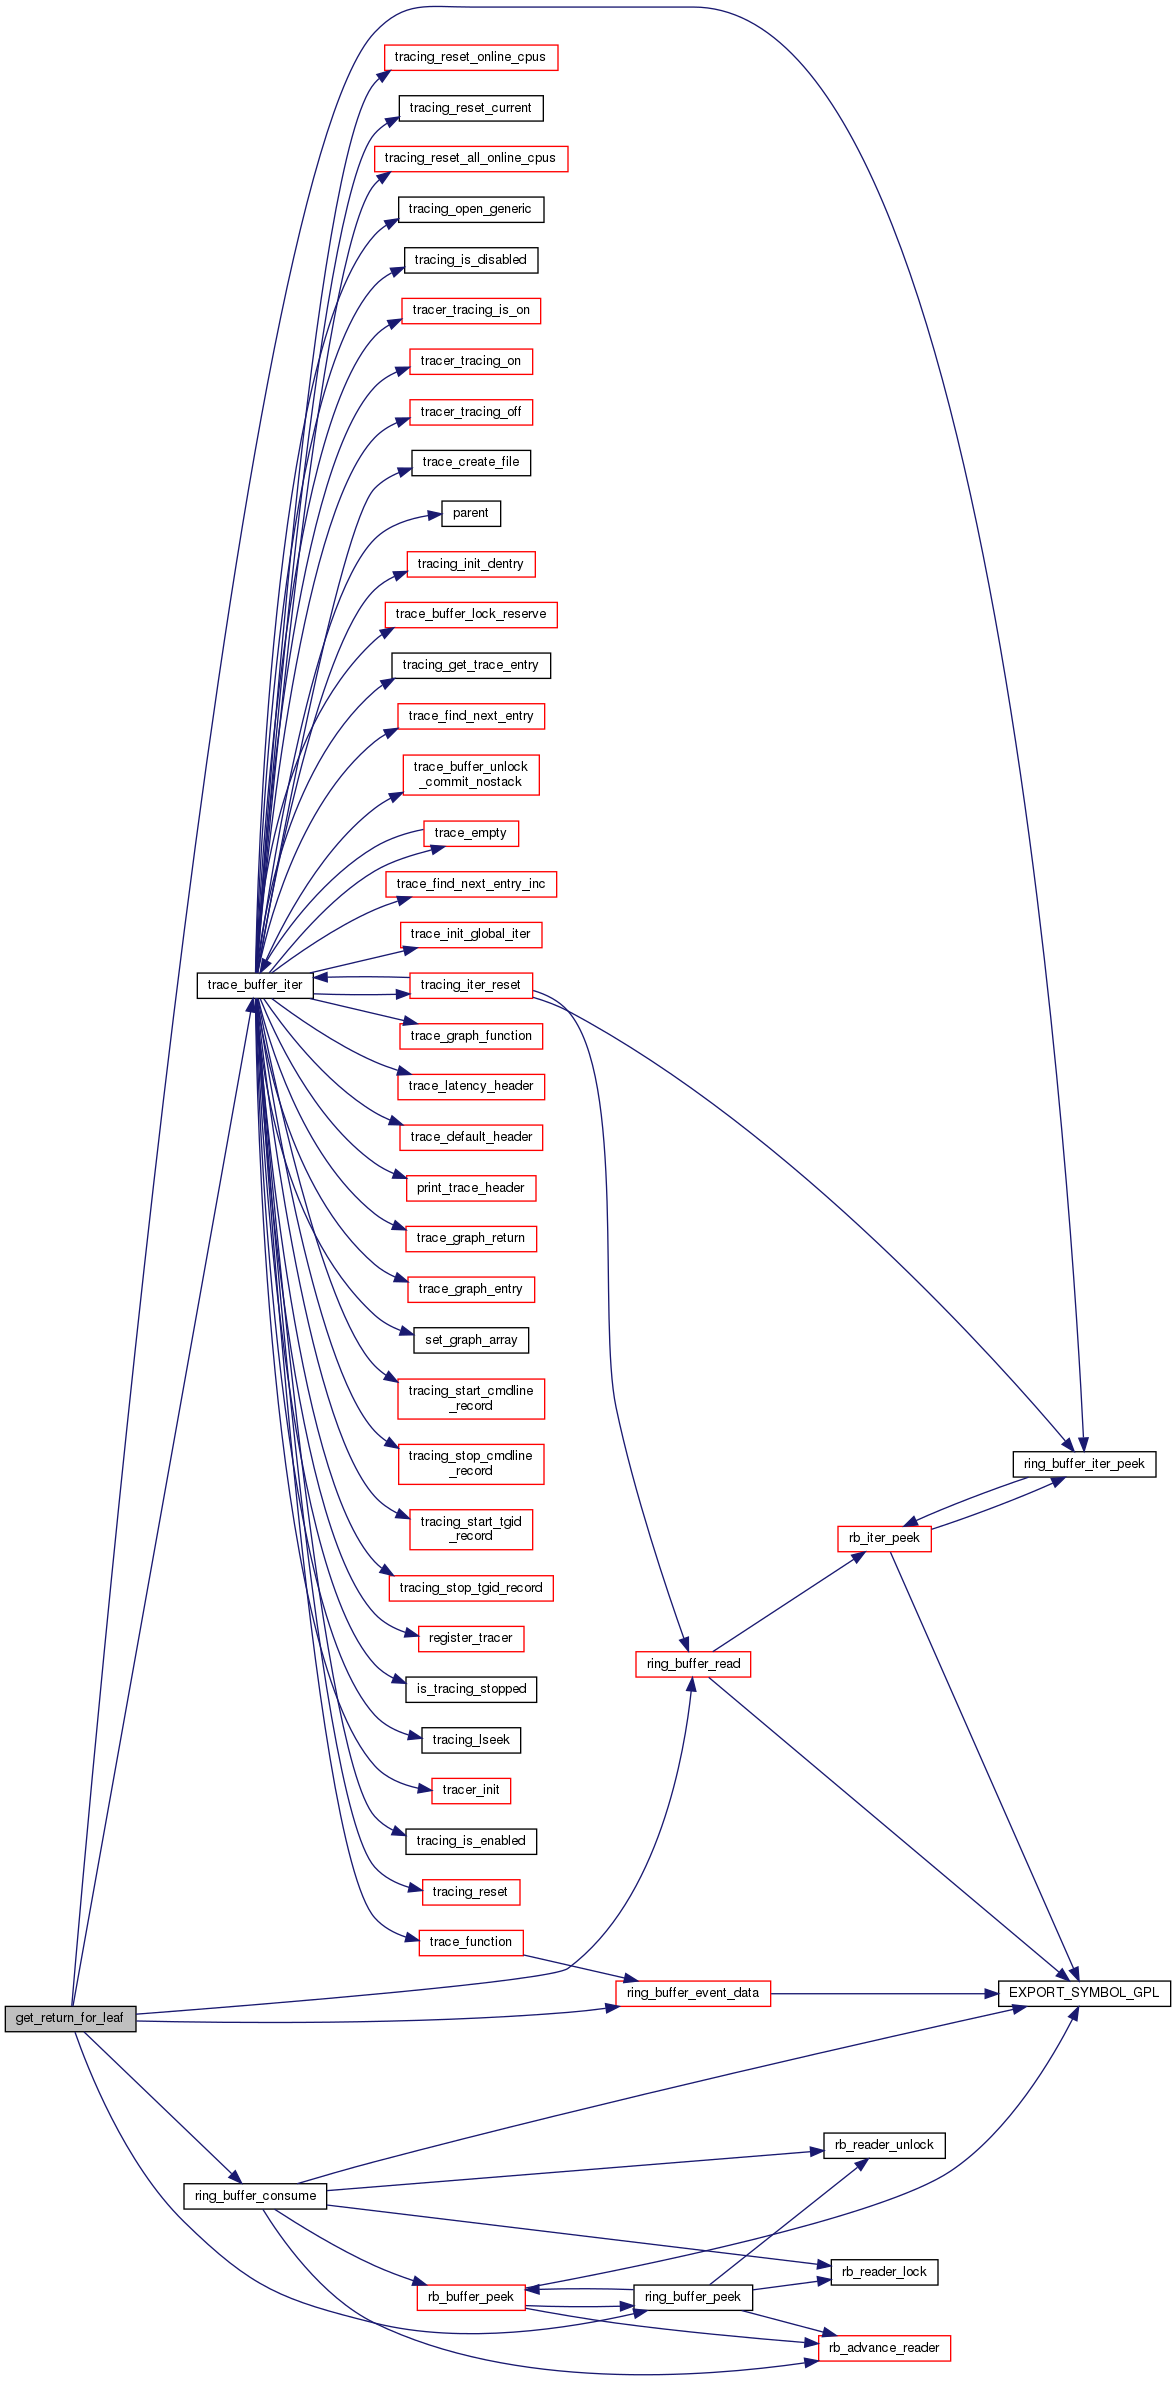 tracing_reset_online_cpus
tracing_reset_current
tracing_reset_all_online_cpus
tracing_open_generic
tracing_is_disabled
tracer_tracing_is_on
tracer_tracing_on
tracer_tracing_off
trace_create_file
parent
tracing_init_dentry
trace_buffer_lock_reserve
tracing_get_trace_entry
trace_find_next_entry
trace_buffer_unlock
_commit_nostack
trace_empty
trace_find_next_entry_inc
trace_init_global_iter
trace_buffer_iter
tracing_iter_reset
trace_graph_function
trace_latency_header
trace_default_header
print_trace_header
trace_graph_return
trace_graph_entry
set_graph_array
tracing_start_cmdline
_record
tracing_stop_cmdline
_record
ring_buffer_iter_peek
tracing_start_tgid
_record
rb_iter_peek
tracing_stop_tgid_record
register_tracer
ring_buffer_read
is_tracing_stopped
tracing_lseek
tracer_init
tracing_is_enabled
tracing_reset
trace_function
ring_buffer_event_data
EXPORT_SYMBOL_GPL
get_return_for_leaf
rb_reader_unlock
ring_buffer_consume
rb_reader_lock
rb_buffer_peek
ring_buffer_peek
rb_advance_reader